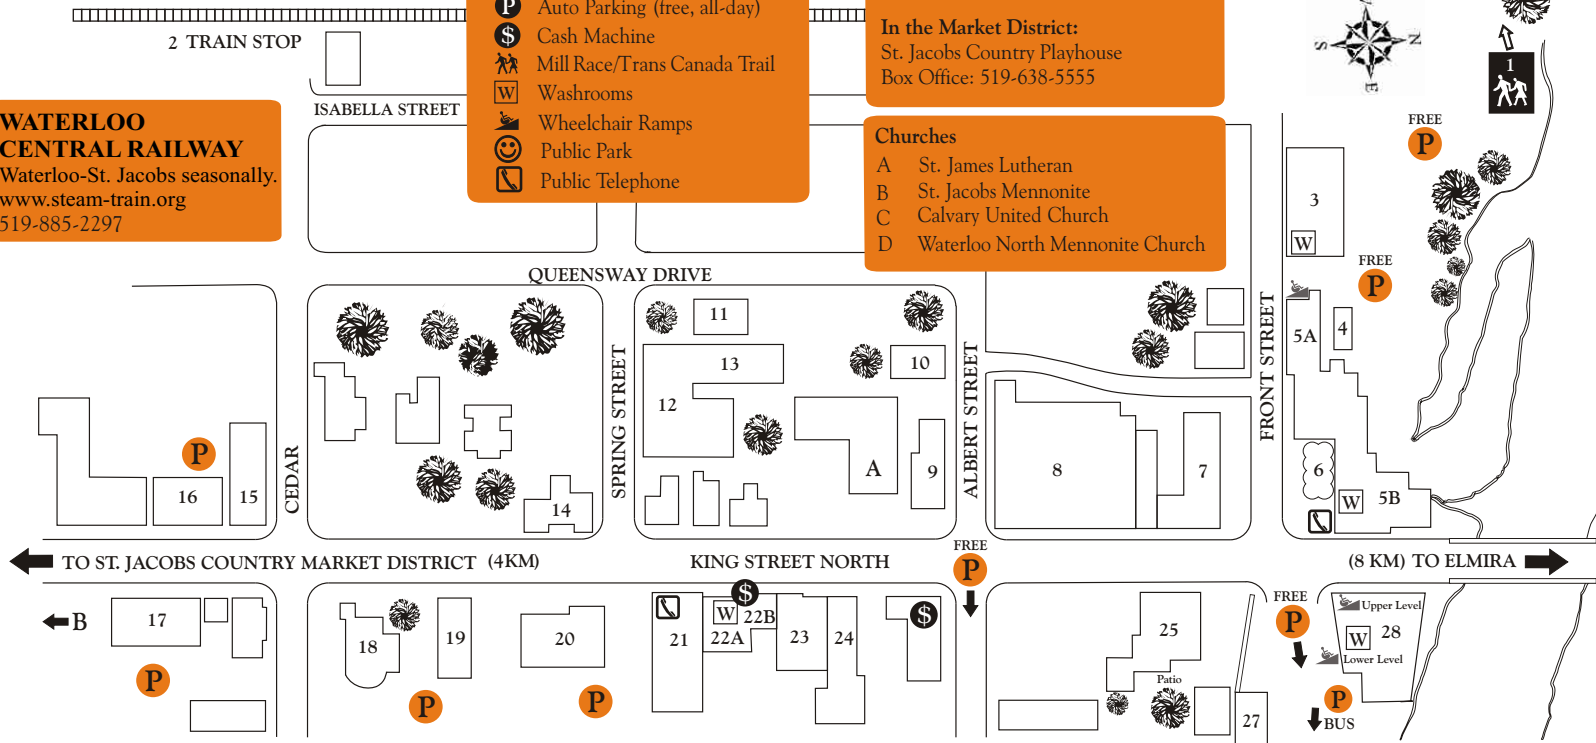 P Auto Parking (free, all-day)
$ Cash Machine
Mill Race/Trans Canada Trail
W Washrooms
Wheelchair Ramps
Public Park
Public Telephone
In the Market District:
St. Jacobs Country Playhouse
Box Office: 519-638-5555
Churches
A St. James Lutheran
B St. Jacobs Mennonite
C Calvary United Church
D Waterloo North Mennonite Church
2 TRAIN STOP
ISABELLA STREET
WATERLOO
CENTRAL RAILWAY
Waterloo-St. Jacobs seasonally.
www.steam-train.org
519-885-2297
S
N
E
1
FREE
P
3
W
FREE
P
QUEENSWAY DRIVE
11
13
12
10
5A
4
SPRING STREET
ALBERT STREET
FRONT STREET
CEDAR
P
16
15
14
A
9
8
7
6
W
5B
TO ST. JACOBS COUNTRY MARKET DISTRICT (4KM)
KING STREET NORTH
(8 KM) TO ELMIRA
FREE
P
B
17
P
18
19
P
20
P
21
$
W
22B
22A
23
24
$
25
Patio
27
FREE
P
Upper Level
W
28
Lower Level
P
BUS